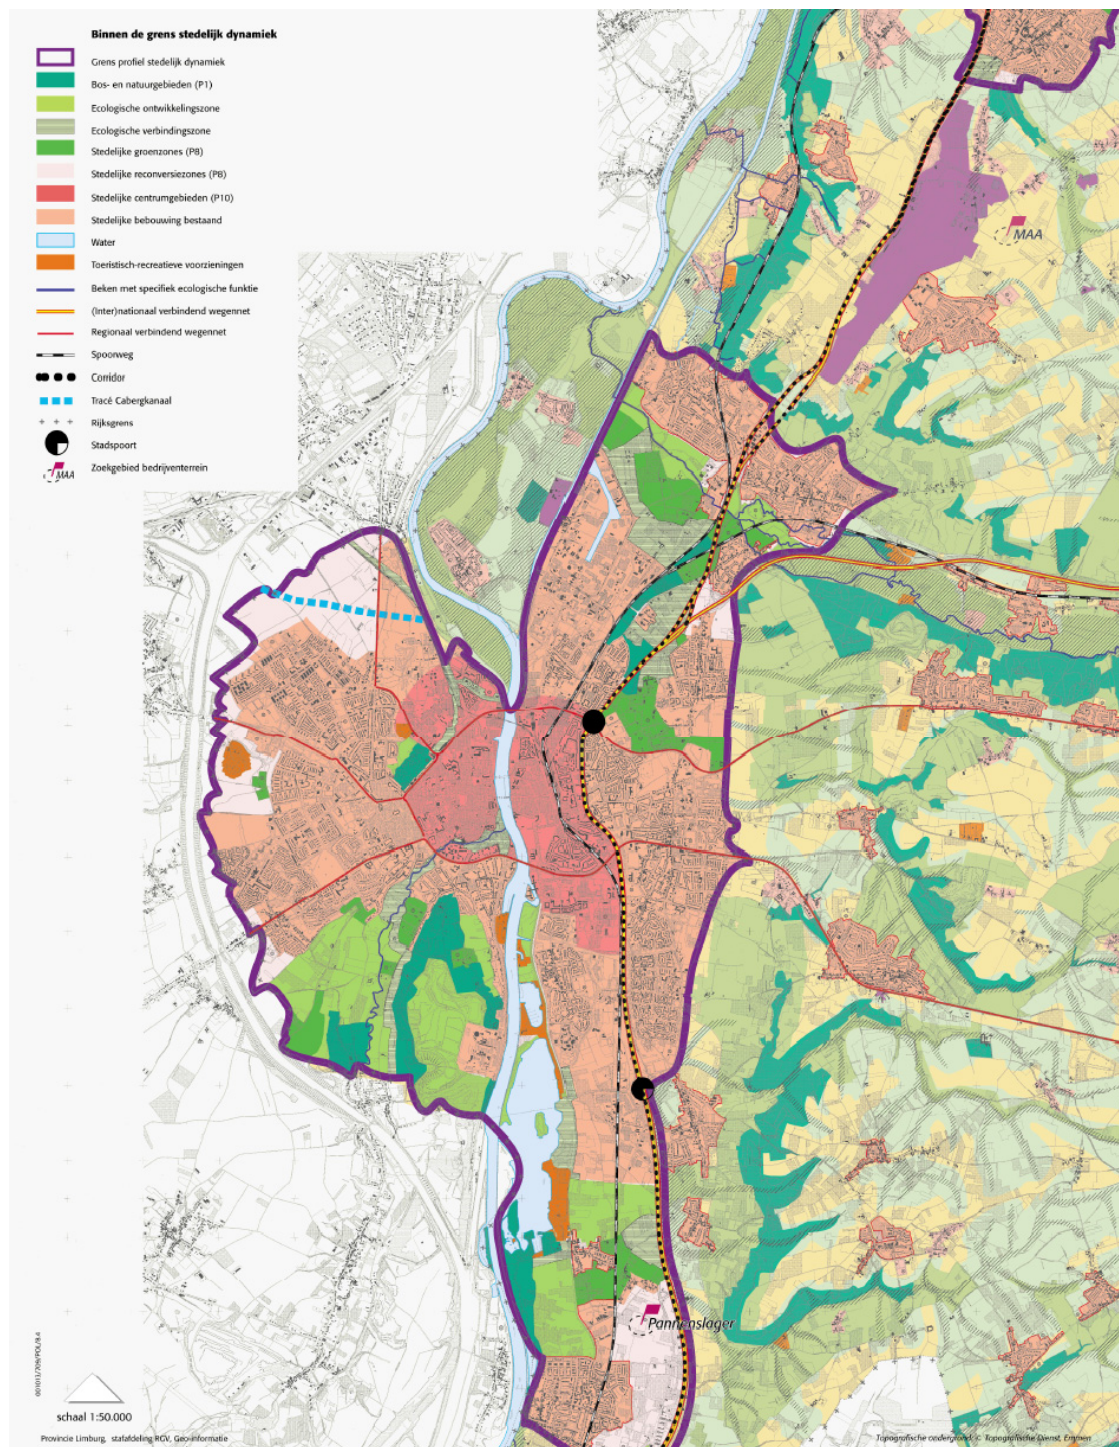 Binnen de grens stedelijk dynamiek
Grens profiel stedelijk dynamiek
Bos- en natuurgebieden (P1)
Ecologische ontwikkelingszone
Ecologische verbindingszone
Stedelijke groenzones (P8)
Stedelijke reconversiezones (P8)
Stedelijke centrumgebieden (P10)
Stedelijke bebouwing bestaand
Water
Toeristisch-recreatieve voorzieningen
Beken met specifiek ecologische funktie
(Inter)nationaal verbindend wegennet
Regionaal verbindend wegennet
Spoorweg
Corridor
Tracé Cabergkanaal
Rijksgrens
Stadspoort
MAA
Zoekgebied bedrijventerrein
MAA
Pannenslager
schaal 1:50.000
Provincie Limburg, stafafdeling RGV, Geo-informatie
Topografische ondergrond: © Topografische Dienst, Emmen